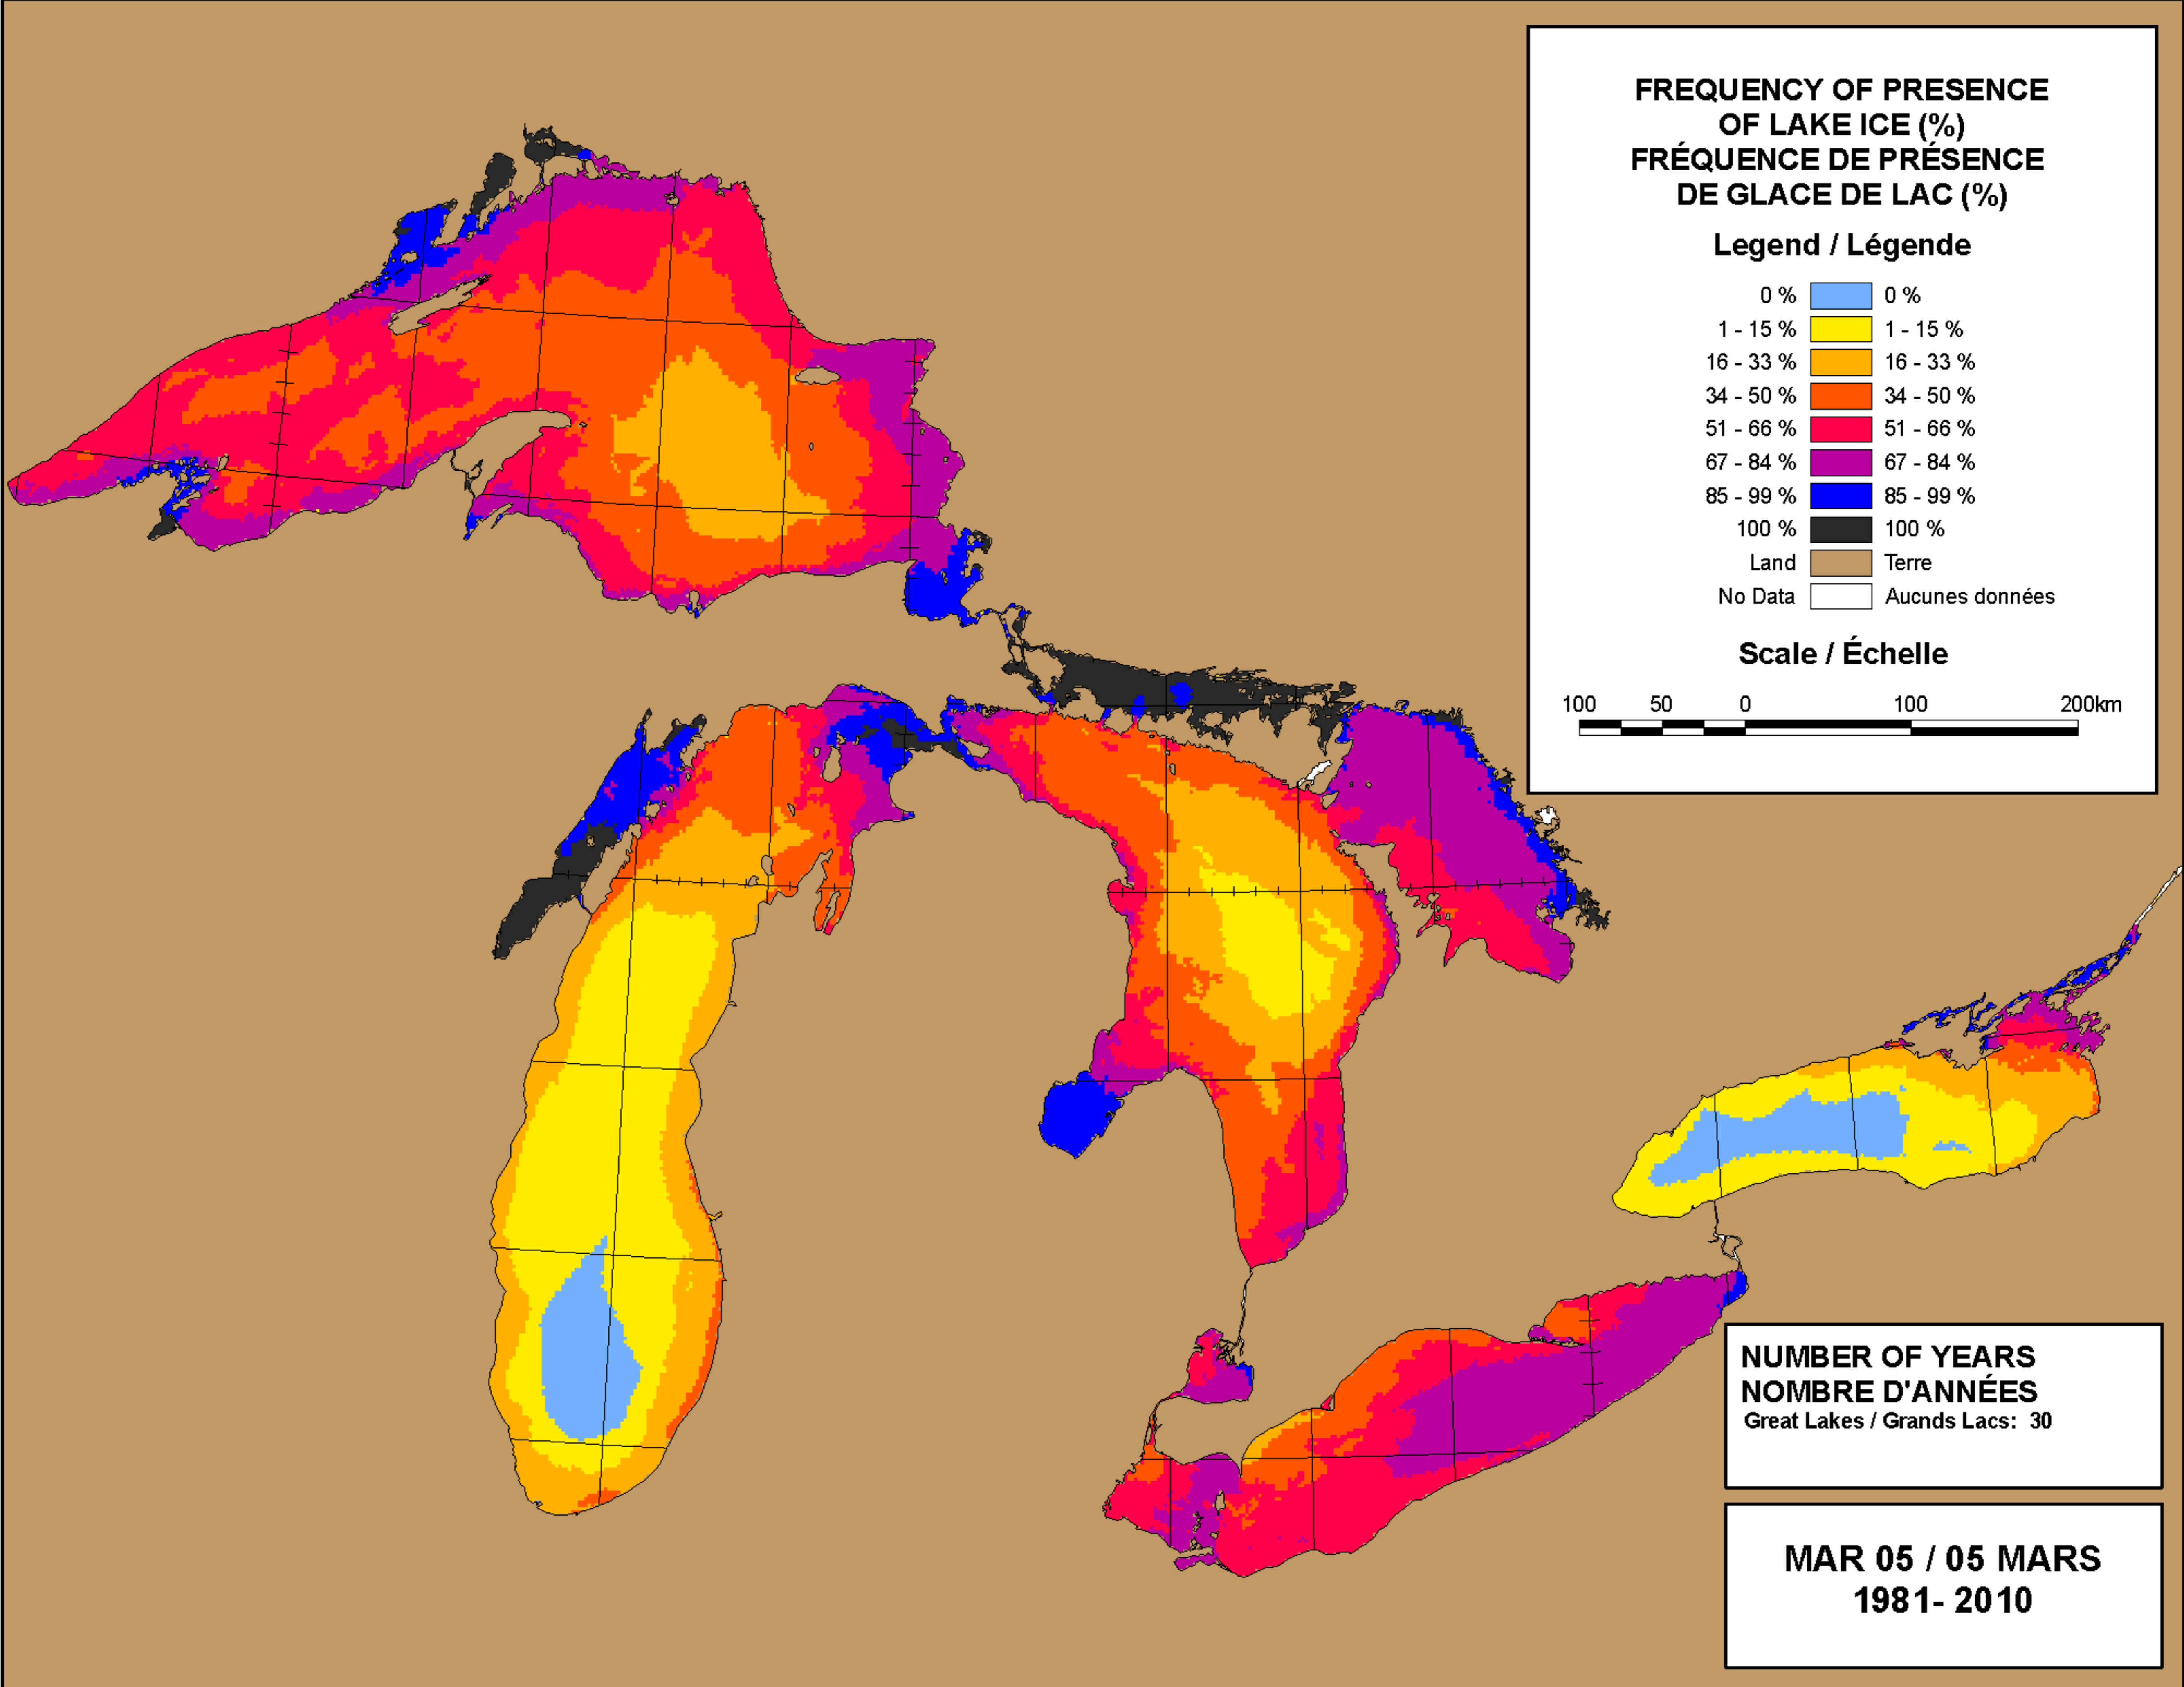 FREQUENCY OF PRESENCE
OF LAKE ICE (%)
FRÉQUENCE DE PRÉSENCE
DE GLACE DE LAC (%)
Legend / Légende
0 % 0 %
1 - 15 % 1 - 15 %
16 - 33 % 16 - 33 %
34 - 50 % 34 - 50 %
51 - 66 % 51 - 66 %
67 - 84 % 67 - 84 %
85 - 99 % 85 - 99 %
100 % 100 %
Land Terre
No Data Aucunes données
Scale / Échelle
100 50 0 100 200km
NUMBER OF YEARS
NOMBRE D'ANNÉES
Great Lakes / Grands Lacs: 30
MAR 05 / 05 MARS
1981- 2010